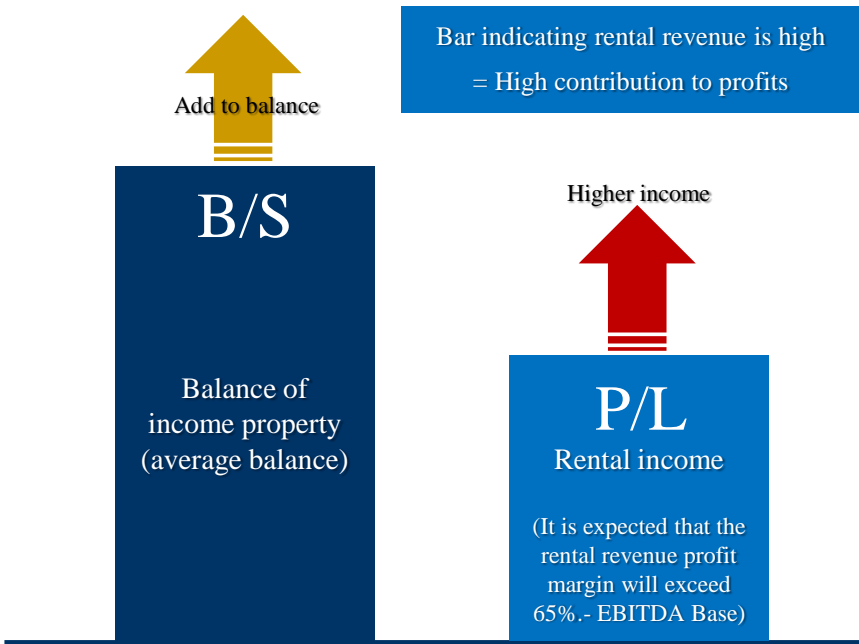 Bar indicating rental revenue is high
= High contribution to profits
Add to balance
B/S
Balance of
income property
(average balance)
Higher income
P/L
Rental income
(It is expected that the
rental revenue profit
margin will exceed
65%.- EBITDA Base)